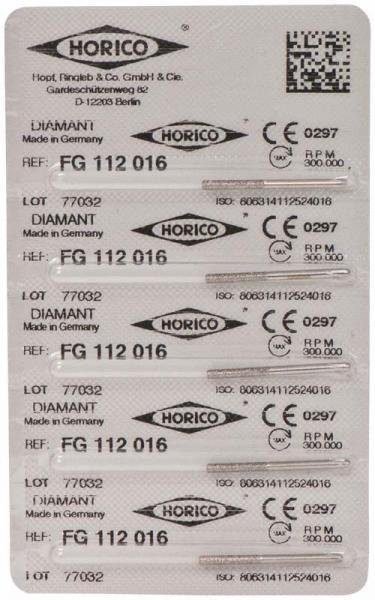 HORICO ®
Hopf, Ringleb & Co. GmbH & Cie.
Gardeschützenweg 82
D-12203 Berlin
DIAMANT HORICO CE 0297
Made in Germany
REF: FG 112 016 MAX RPM 300.000
LOT 77032 ISO: 806314112524016
DIAMANT HORICO CE 0297
Made in Germany
REF: FG 112 016 MAX RPM 300.000
LOT 77032 ISO: 806314112524016
DIAMANT HORICO CE 0297
Made in Germany
REF: FG 112 016 MAX RPM 300.000
LOT 77032 ISO: 806314112524016
DIAMANT HORICO CE 0297
Made in Germany
REF: FG 112 016 MAX RPM 300.000
LOT 77032 ISO: 806314112524016
DIAMANT HORICO CE 0297
Made in Germany
REF: FG 112 016 MAX RPM 300.000
LOT 77032 ISO: 806314112524016